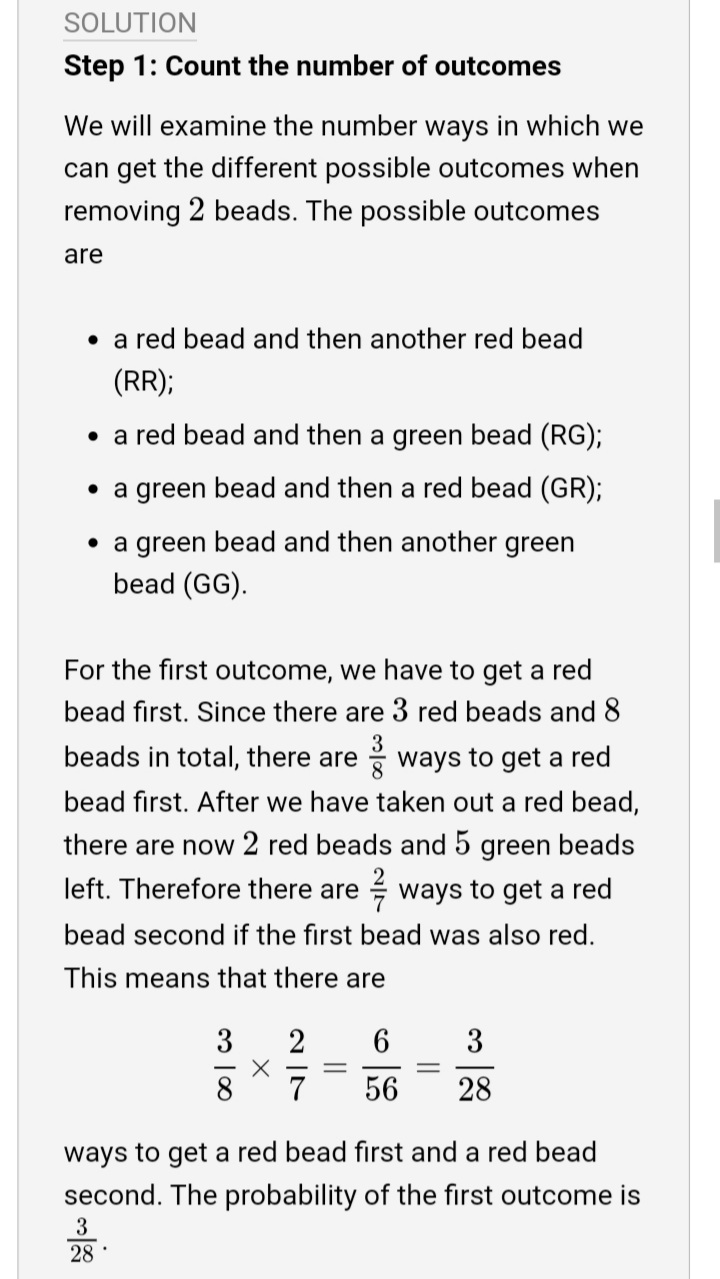 SOLUTION
Step 1: Count the number of outcomes
We will examine the number ways in which we
can get the different possible outcomes when
removing 2 beads. The possible outcomes
are
• a red bead and then another red bead
(RR);
• a red bead and then a green bead (RG);
• a green bead and then a red bead (GR);
• a green bead and then another green
bead (GG).
For the first outcome, we have to get a red
bead first. Since there are 3 red beads and 8
beads in total, there are 3/8 ways to get a red
bead first. After we have taken out a red bead,
there are now 2 red beads and 5 green beads
left. Therefore there are 2/7 ways to get a red
bead second if the first bead was also red.
This means that there are
3/8 × 2/7 = 6/56 = 3/28
ways to get a red bead first and a red bead
second. The probability of the first outcome is
3/28.